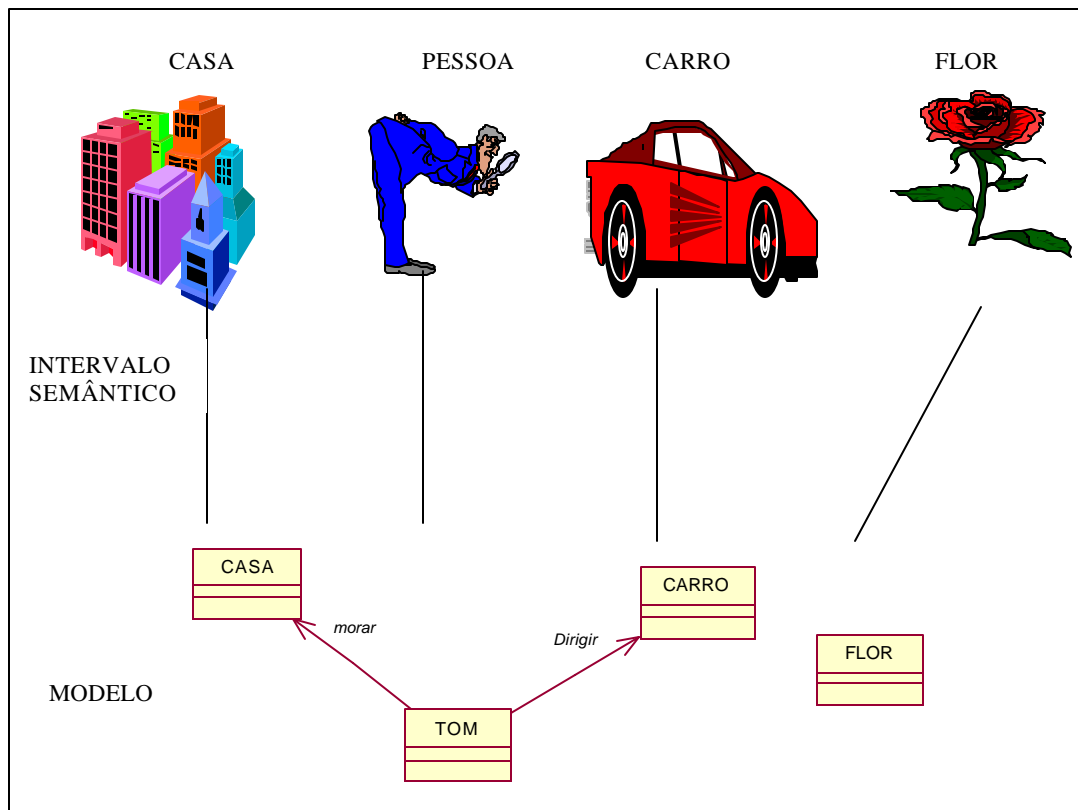 CASA
PESSOA
CARRO
FLOR
INTERVALO
SEMÂNTICO
CASA
CARRO
morar
Dirigir
FLOR
MODELO
TOM